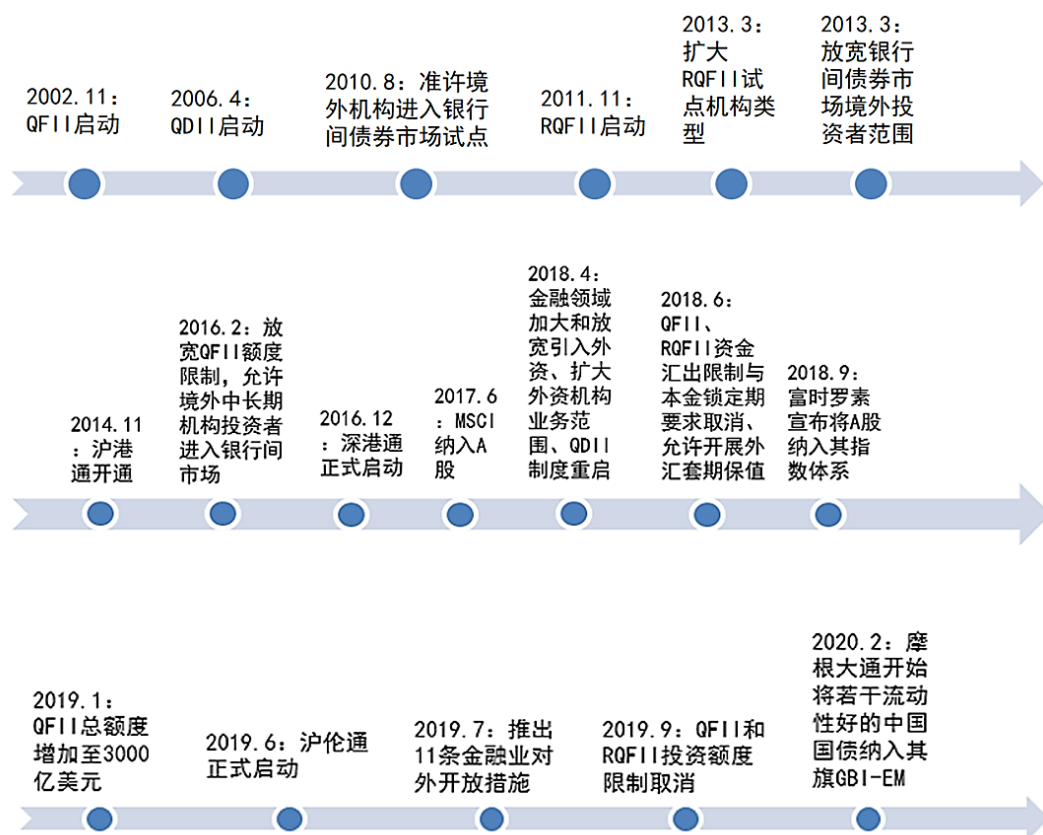 2002.11：
QFII启动
2006.4：
QDII启动
2010.8：准许境
外机构进入银行
间债券市场试点
2011.11：
RQFII启动
2013.3：
扩大
RQFII试
点机构类
型
2013.3：
放宽银行
间债券市
场境外投
资者范围
2014.11
：沪港
通开通
2016.2：放
宽QFII额度
限制，允许
境外中长期
机构投资者
进入银行间
市场
2016.12
：深港通
正式启动
2017.6
：MSCI
纳入A
股
2018.4：
金融领域
加大和放
宽引入外
资、扩大
外资机构
业务范
围、QDII
制度重启
2018.6：
QFII、
RQFII资金
汇出限制与
本金锁定期
要求取消、
允许开展外
汇套期保值
2018.9：
富时罗素
宣布将A股
纳入其指
数体系
2019.1：
QFII总额度
增加至3000
亿美元
2019.6：沪伦通
正式启动
2019.7：推出
11条金融业对
外开放措施
2019.9：QFII和
RQFII投资额度
限制取消
2020.2：摩
根大通开始
将若干流动
性好的中国
国债纳入其
旗GBI-EM